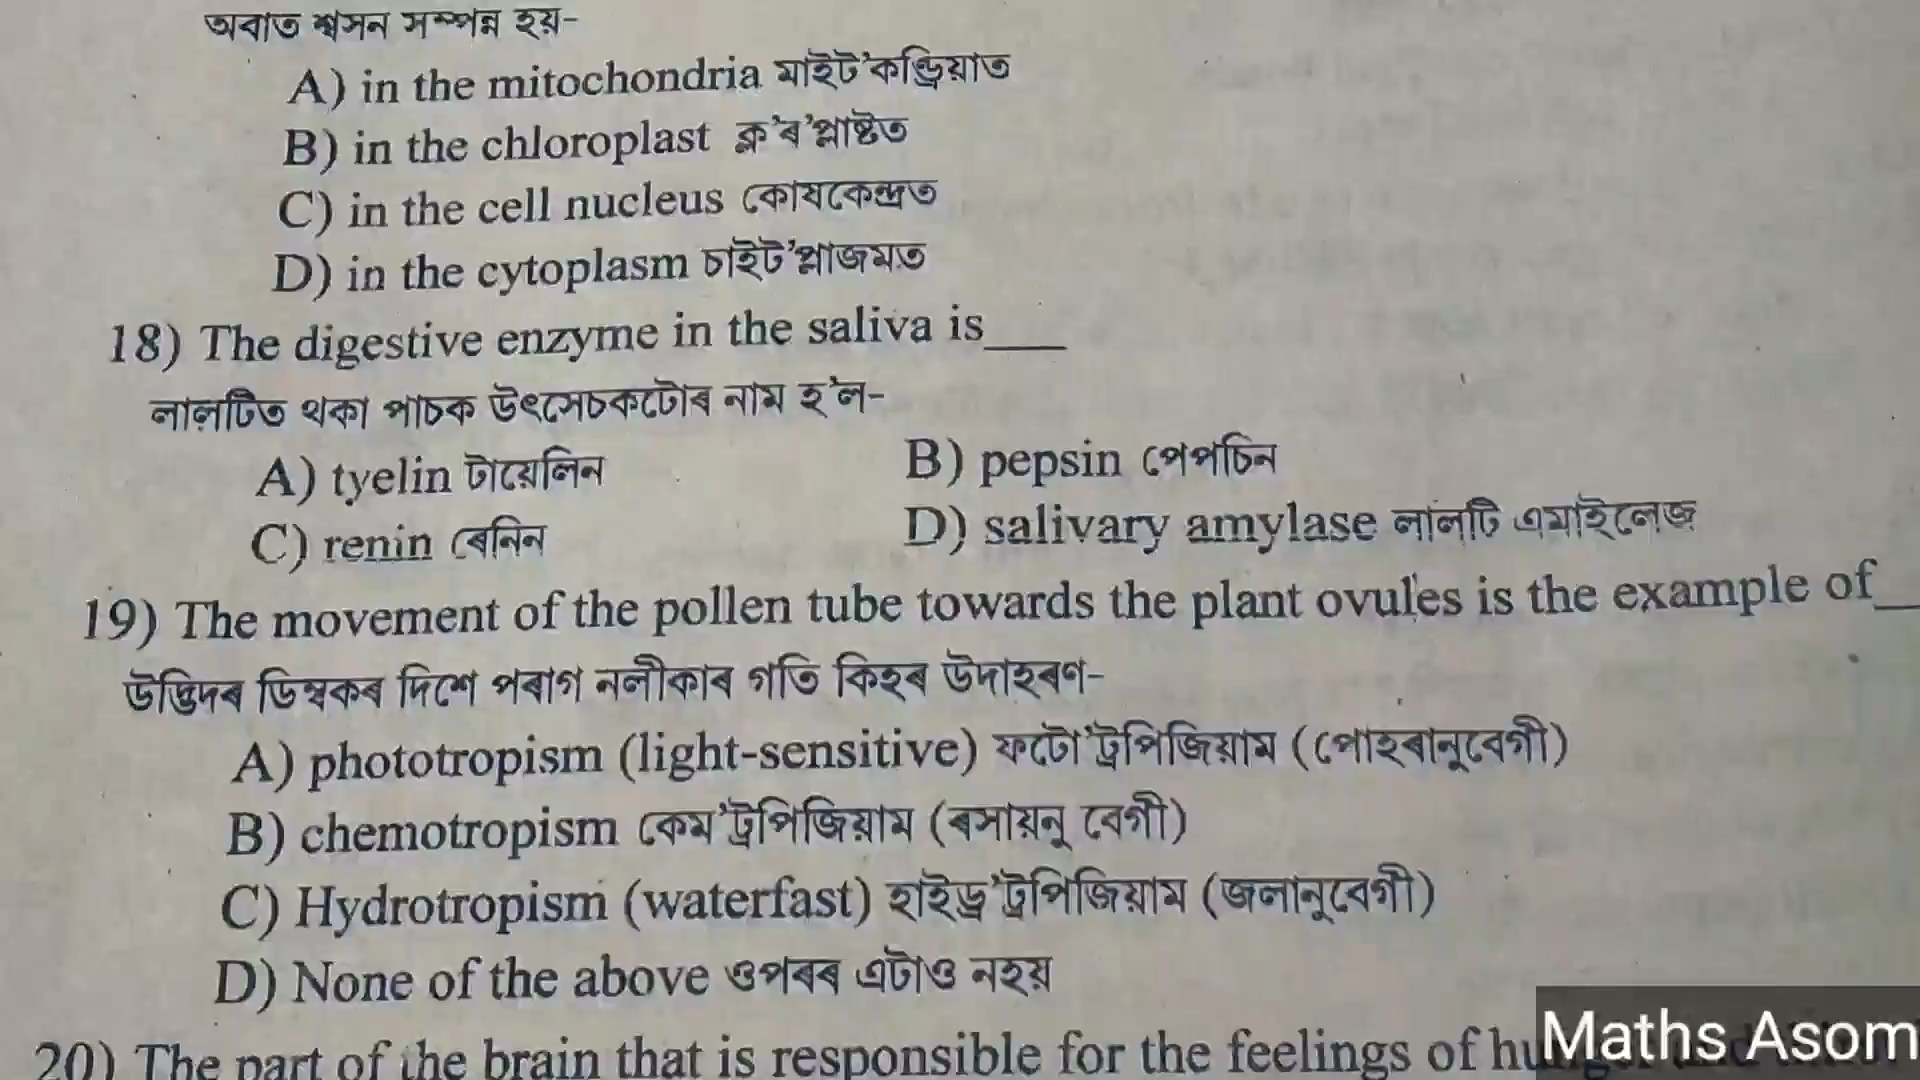 অবাত শ্বসন সম্পন্ন হয়-
A) in the mitochondria মাইট'কণ্ড্ৰিয়াত
B) in the chloroplast ক্ল'ৰ'প্লাষ্টত
C) in the cell nucleus কোষকেন্দ্ৰত
D) in the cytoplasm চাইট'প্লাজমত
18) The digestive enzyme in the saliva is___
লালটিত থকা পাচক উৎসেচকটোৰ নাম হ'ল-
A) tyelin টায়েলিন B) pepsin পেপচিন
C) renin ৰেনিন D) salivary amylase লালটি এমাইলেজ
19) The movement of the pollen tube towards the plant ovules is the example of__
উদ্ভিদৰ ডিম্বকৰ দিশে পৰাগ নলীকাৰ গতি কিহৰ উদাহৰণ-
A) phototropism (light-sensitive) ফটো'ট্ৰপিজিয়াম (পোহৰানুবেগী)
B) chemotropism কেম'ট্ৰপিজিয়াম (ৰসায়নু বেগী)
C) Hydrotropism (waterfast) হাইড্ৰ'ট্ৰপিজিয়াম (জলানুবেগী)
D) None of the above ওপৰৰ এটাও নহয়
20) The part of the brain that is responsible for the feelings of hunger and
Maths Asom